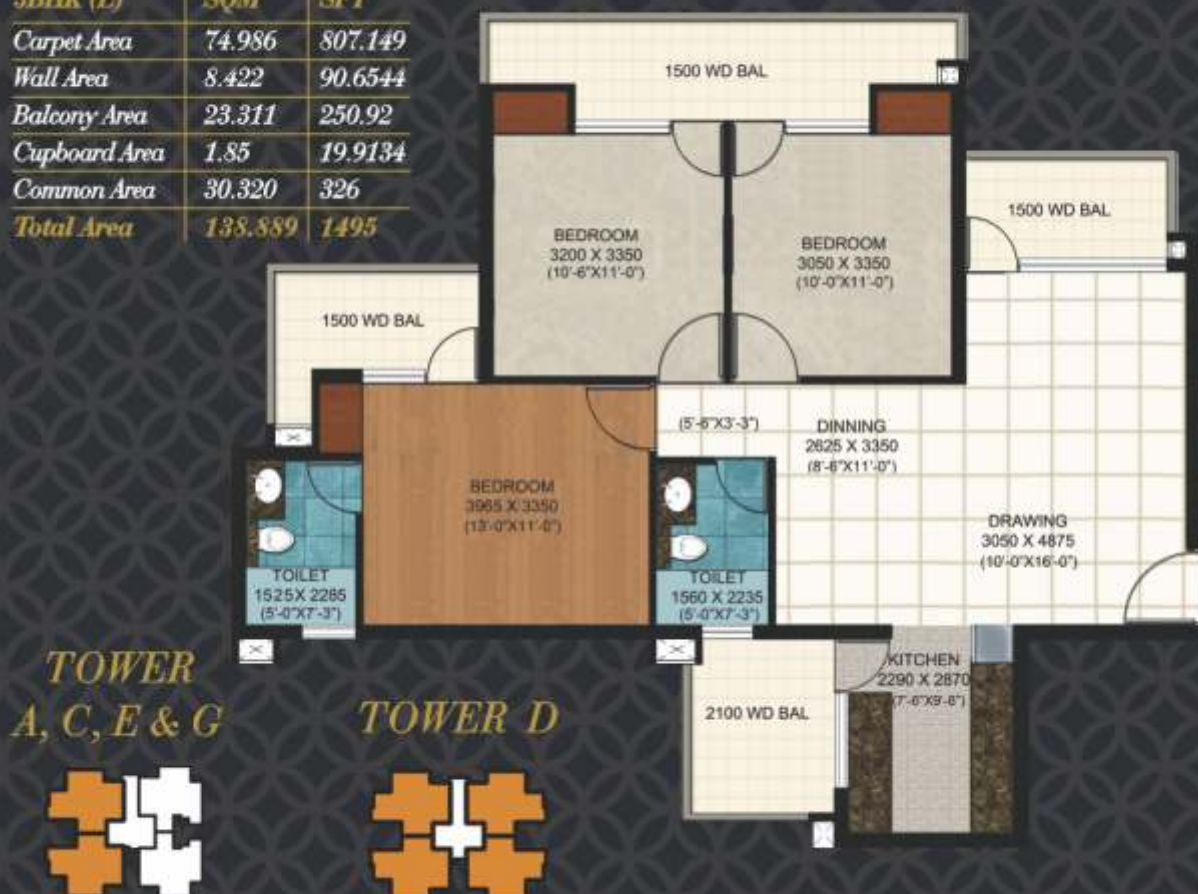 3BHK (L) SQM SFT
Carpet Area 74.986 807.149
Wall Area 8.422 90.6544
Balcony Area 23.311 250.92
Cupboard Area 1.85 19.9134
Common Area 30.320 326
Total Area 138.889 1495
1500 WD BAL
1500 WD BAL
BEDROOM
3200 X 3350
(10'-6"X11'-0")
BEDROOM
3050 X 3350
(10'-0"X11'-0")
1500 WD BAL
(5'-6"X3'-3")
DINNING
2625 X 3350
(8'-6"X11'-0")
BEDROOM
3965 X 3350
(13'-0"X11'-0")
DRAWING
3050 X 4875
(10'-0"X16'-0")
TOILET
1525X 2285
(5'-0"X7'-3")
TOILET
1560 X 2235
(5'-0"X7'-3")
KITCHEN
2290 X 2870
(7'-6"X9'-6")
2100 WD BAL
TOWER
A, C, E & G
TOWER D